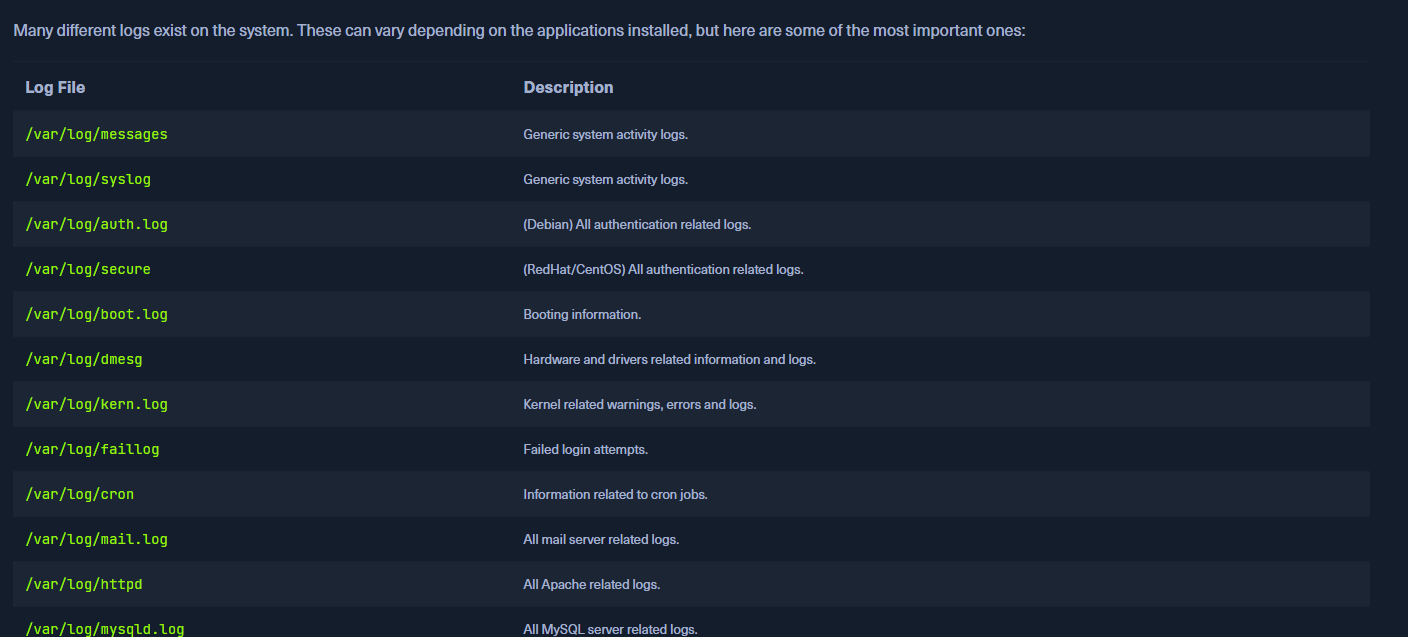 Many different logs exist on the system. These can vary depending on the applications installed, but here are some of the most important ones:
Log File Description
/var/log/messages Generic system activity logs.
/var/log/syslog Generic system activity logs.
/var/log/auth.log (Debian) All authentication related logs.
/var/log/secure (RedHat/CentOS) All authentication related logs.
/var/log/boot.log Booting information.
/var/log/dmesg Hardware and drivers related information and logs.
/var/log/kern.log Kernel related warnings, errors and logs.
/var/log/faillog Failed login attempts.
/var/log/cron Information related to cron jobs.
/var/log/mail.log All mail server related logs.
/var/log/httpd All Apache related logs.
/var/log/mysqld.log All MySQL server related logs.